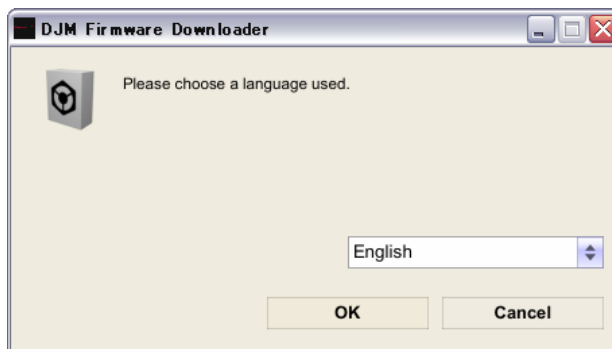 DJM Firmware Downloader
Please choose a language used.
English
OK Cancel